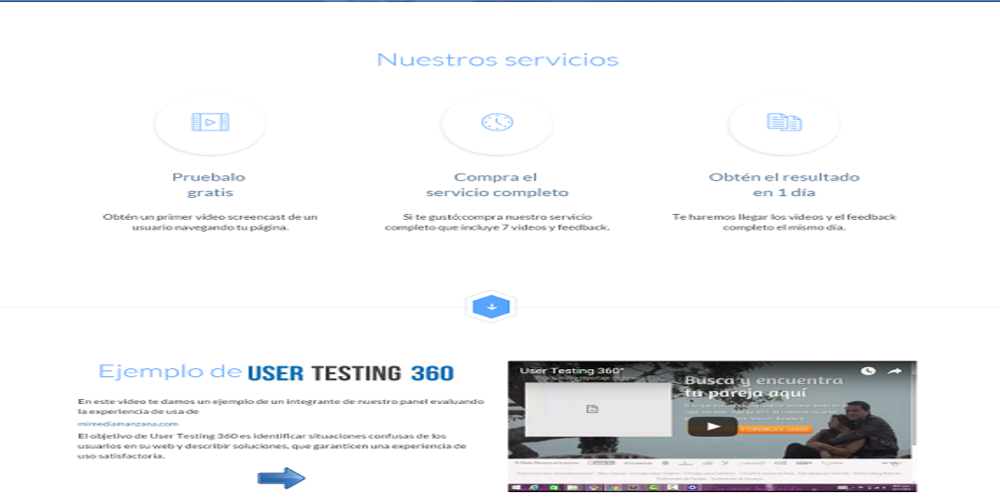 Nuestros servicios
Pruebalo
gratis
Obtén un primer video screencast de un
usuario navegando tu página.
Compra el
servicio completo
Si te gustó:compra nuestro servicio
completo que incluye 7 videos y feedback.
Obtén el resultado
en 1 día
Te haremos llegar los videos y el feedback
completo el mismo día.
Ejemplo de USER TESTING 360
En este video te damos un ejemplo de un integrante de nuestro panel evaluando
la experiencia de usa de
mimediamanzana.com
El objetivo de User Testing 360 es identificar situaciones confusas de los
usuarios en su web y describir soluciones, que garanticen una experiencia de
uso satisfactoria.
User Testing 360°
Busca y encuentra
tu pareja aquí